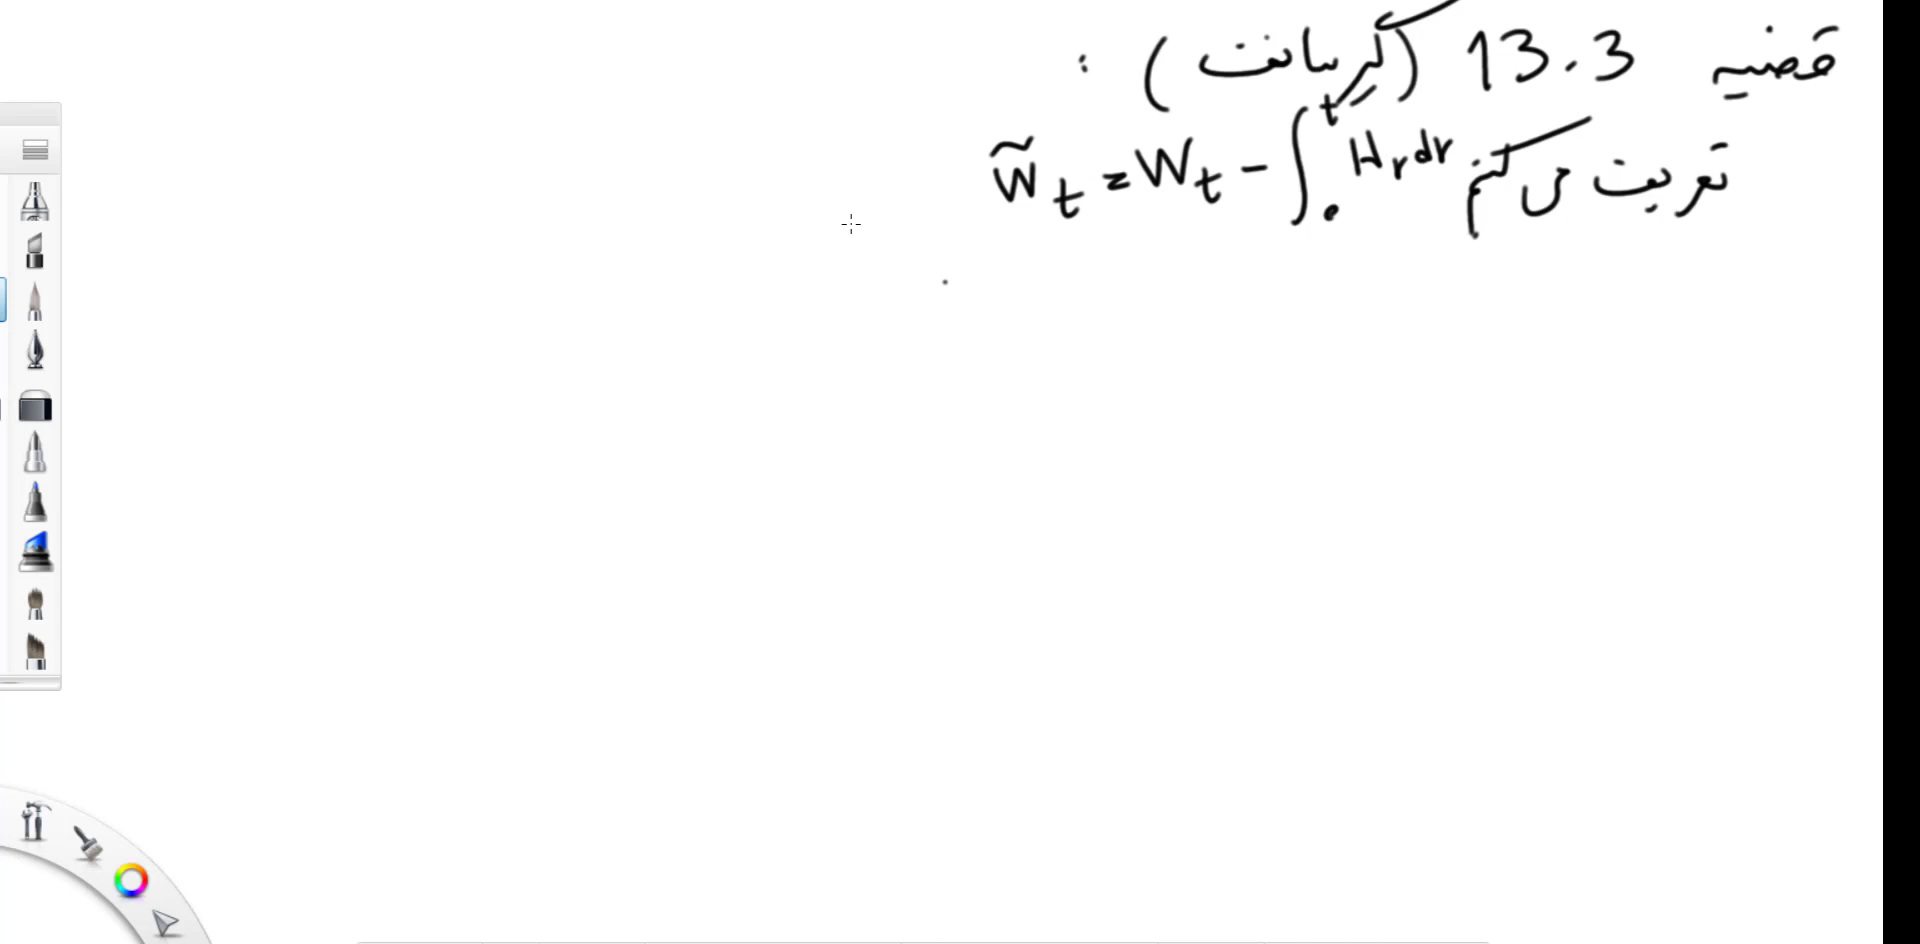 قضیه 13.3 (گیرسانف) :
تعریف می کنیم W̃_t = W_t - ∫_0^t H_r dr